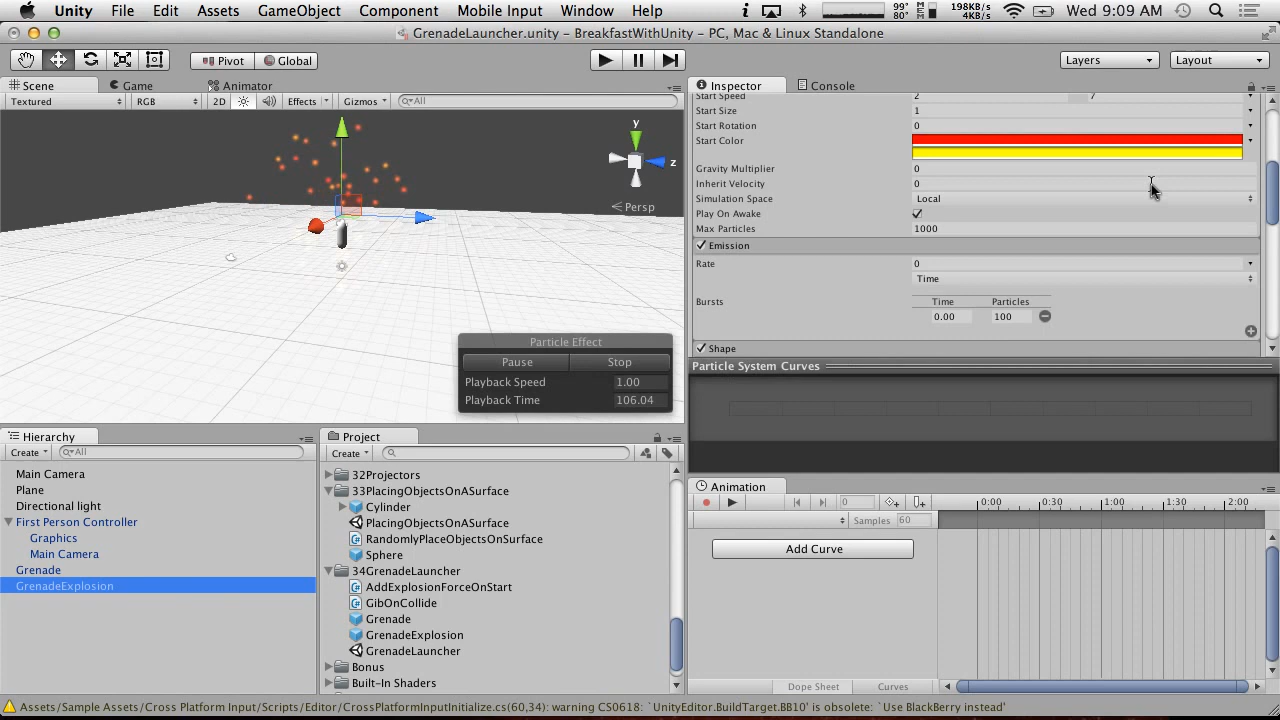 Unity File Edit Assets GameObject Component Mobile Input Window Help 99° 80° MEM 198KB/s 4KB/s Wed 9:09 AM
GrenadeLauncher.unity - BreakfastWithUnity - PC, Mac & Linux Standalone
Pivot Global Layers Layout
Scene Game Animator
Textured RGB 2D Effects Gizmos All
y
z
Persp
Particle Effect
Pause Stop
Playback Speed 1.00
Playback Time 106.04
Inspector Console
Start Speed 2 7
Start Size 1
Start Rotation 0
Start Color
Gravity Multiplier 0
Inherit Velocity 0
Simulation Space Local
Play On Awake
Max Particles 1000
Emission
Rate 0
Time
Bursts Time Particles
0.00 100
Shape
Particle System Curves
Hierarchy
Create All
Main Camera
Plane
Directional light
First Person Controller
Graphics
Main Camera
Grenade
GrenadeExplosion
Project
Create
32Projectors
33PlacingObjectsOnASurface
Cylinder
PlacingObjectsOnASurface
RandomlyPlaceObjectsOnSurface
Sphere
34GrenadeLauncher
AddExplosionForceOnStart
GibOnCollide
Grenade
GrenadeExplosion
GrenadeLauncher
Bonus
Built-In Shaders
Animation
0 0:00 0:30 1:00 1:30 2:00
Samples 60
Add Curve
Dope Sheet Curves
Assets/Sample Assets/Cross Platform Input/Scripts/Editor/CrossPlatformInputInitialize.cs(60,34): warning CS0618: `UnityEditor.BuildTarget.BB10' is obsolete: `Use BlackBerry instead'